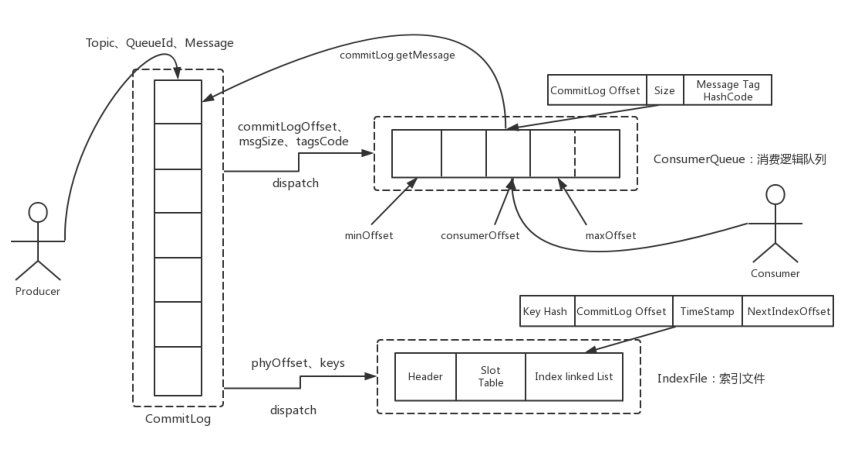 Topic、QueueId、Message
commitLog.getMessage
CommitLog Offset
Size
Message Tag
HashCode
commitLogOffset、
msgSize、tagsCode
dispatch
ConsumerQueue：消费逻辑队列
minOffset
consumerOffset
maxOffset
Producer
Consumer
Key Hash
CommitLog Offset
TimeStamp
NextIndexOffset
phyOffset、keys
dispatch
Header
Slot
Table
Index linked List
IndexFile：索引文件
CommitLog